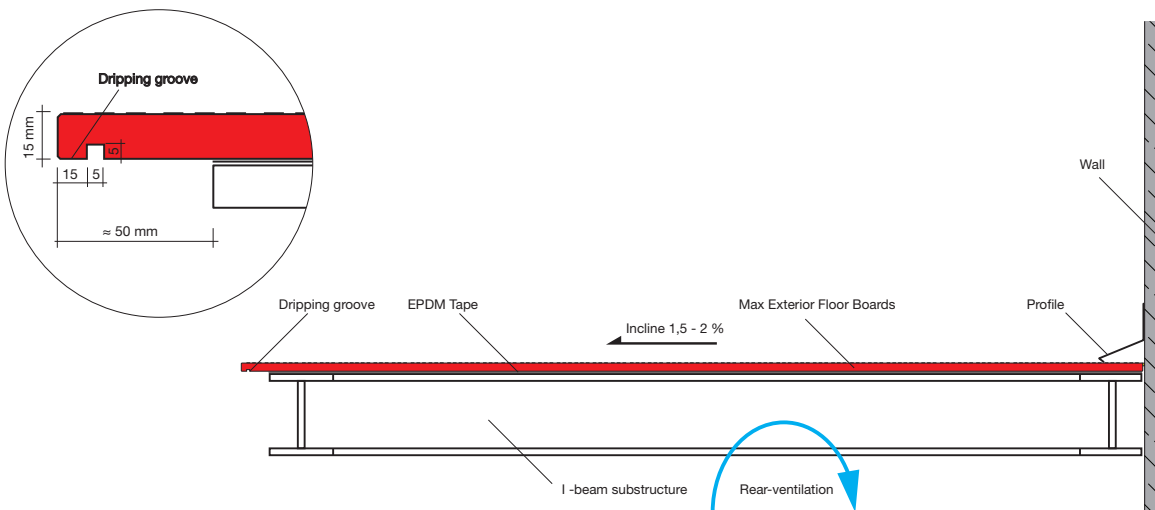 Dripping groove
15 mm
5
15
5
≈ 50 mm
Wall
Dripping groove
EPDM Tape
Max Exterior Floor Boards
Profile
Incline 1,5 - 2 %
I -beam substructure
Rear-ventilation